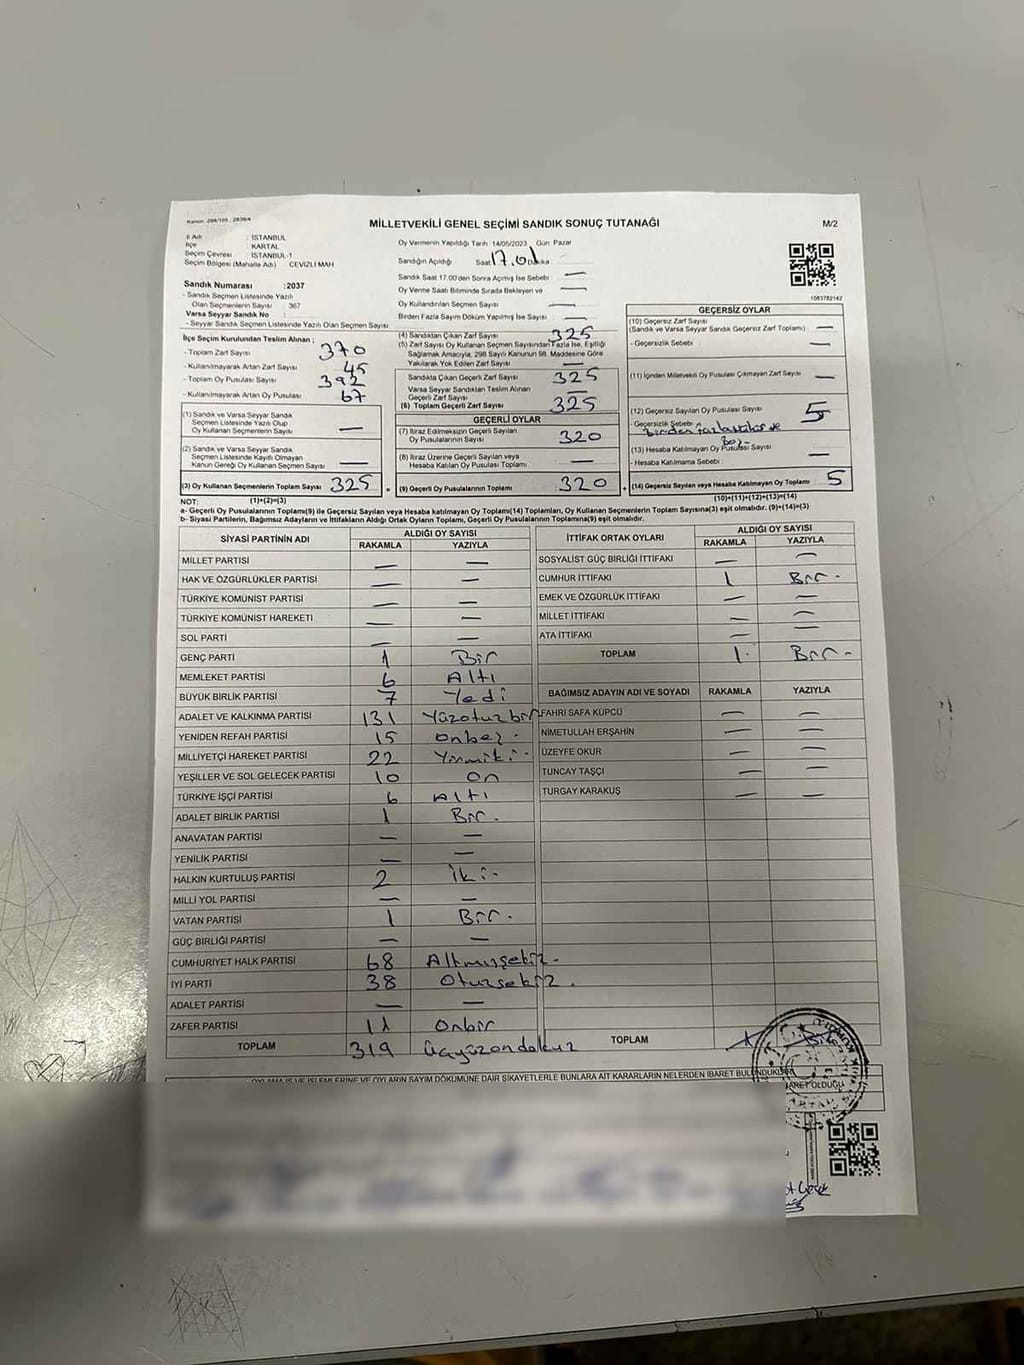 Kanun: 298/105 , 2839/4
MİLLETVEKİLİ GENEL SEÇİMİ SANDIK SONUÇ TUTANAĞI
M/2
İl Adı : İSTANBUL
İlçe : KARTAL
Seçim Çevresi : İSTANBUL-1
Seçim Bölgesi (Mahalle Adı) : CEVİZLİ MAH
Oy Vermenin Yapıldığı Tarih :14/05/2023 Gün :Pazar
Sandığın Açıldığı Saat 17.01 Dakika
Sandık Saat 17.00'den Sonra Açılmış İse Sebebi : —
Oy Verme Saati Bitiminde Sırada Bekleyen ve —
Oy Kullandırılan Seçmen Sayısı : —
Birden Fazla Sayım Döküm Yapılmış İse Sayısı : —
1063782142
Sandık Numarası :2037
- Sandık Seçmen Listesinde Yazılı
Olan Seçmenlerin Sayısı : 367
Varsa Seyyar Sandık No :
- Seyyar Sandık Seçmen Listesinde Yazılı Olan Seçmen Sayısı:
İlçe Seçim Kurulundan Teslim Alınan ;
- Toplam Zarf Sayısı 370
- Kullanılmayarak Artan Zarf Sayısı 45
- Toplam Oy Pusulası Sayısı 392
- Kullanılmayarak Artan Oy Pusulası 67
(1) Sandık ve Varsa Seyyar Sandık
Seçmen Listesinde Yazılı Olup
Oy Kullanan Seçmenlerin Sayısı —
(2) Sandık ve Varsa Seyyar Sandık
Seçmen Listesinde Kayıtlı Olmayan
Kanun Gereği Oy Kullanan Seçmen Sayısı —
(3) Oy Kullanan Seçmenlerin Toplam Sayısı 325
(4) Sandıktan Çıkan Zarf Sayısı 325
(5) Zarf Sayısı Oy Kullanan Seçmen Sayısından Fazla İse, Eşitliği
Sağlamak Amacıyla, 298 Sayılı Kanunun 98. Maddesine Göre
Yakılarak Yok Edilen Zarf Sayısı —
Sandıkta Çıkan Geçerli Zarf Sayısı 325
Varsa Seyyar Sandıktan Teslim Alınan
Geçerli Zarf Sayısı —
(6) Toplam Geçerli Zarf Sayısı 325
GEÇERLİ OYLAR
(7) İtiraz Edilmeksizin Geçerli Sayılan
Oy Pusulalarının Sayısı 320
(8) İtiraz Üzerine Geçerli Sayılan veya
Hesaba Katılan Oy Pusulası Toplamı —
= (9) Geçerli Oy Pusulalarının Toplamı 320
GEÇERSİZ OYLAR
(10) Geçersiz Zarf Sayısı
(Sandık ve Varsa Seyyar Sandık Geçersiz Zarf Toplamı) —
- Geçersizlik Sebebi : —
(11) İçinden Milletvekili Oy Pusulası Çıkmayan Zarf Sayısı —
(12) Geçersiz Sayılan Oy Pusulası Sayısı 5
- Geçersizlik Sebebi : Birden fazla
(13) Hesaba Katılmayan Oy Pusulası Sayısı —
- Hesaba Katılmama Sebebi : —
+ (14) Geçersiz Sayılan veya Hesaba Katılmayan Oy Toplamı 5
NOT: (1)+(2)=(3)
(10)+(11)+(12)+(13)=(14)
a- Geçerli Oy Pusulalarının Toplamı(9) ile Geçersiz Sayılan veya Hesaba katılmayan Oy Toplamı(14) Toplamları, Oy Kullanan Seçmenlerin Toplam Sayısına(3) eşit olmalıdır. (9)+(14)=(3)
b- Siyasi Partilerin, Bağımsız Adayların ve İttifakların Aldığı Ortak Oyların Toplamı, Geçerli Oy Pusulalarının Toplamına(9) eşit olmalıdır.
SİYASİ PARTİNİN ADI ALDIĞI OY SAYISI
RAKAMLA YAZIYLA
MİLLET PARTİSİ — —
HAK VE ÖZGÜRLÜKLER PARTİSİ — —
TÜRKİYE KOMÜNİST PARTİSİ — —
TÜRKİYE KOMÜNİST HAREKETİ — —
SOL PARTİ — —
GENÇ PARTİ 1 Bir
MEMLEKET PARTİSİ 6 Altı
BÜYÜK BİRLİK PARTİSİ 7 Yedi
ADALET VE KALKINMA PARTİSİ 131 Yüzotuzbir
YENİDEN REFAH PARTİSİ 15 Onbeş
MİLLİYETÇİ HAREKET PARTİSİ 22 Yirmiki
YEŞİLLER VE SOL GELECEK PARTİSİ 10 On
TÜRKİYE İŞÇİ PARTİSİ 6 Altı
ADALET BİRLİK PARTİSİ 1 Bir
ANAVATAN PARTİSİ — —
YENİLİK PARTİSİ — —
HALKIN KURTULUŞ PARTİSİ 2 İki
MİLLİ YOL PARTİSİ — —
VATAN PARTİSİ 1 Bir
GÜÇ BİRLİĞİ PARTİSİ — —
CUMHURİYET HALK PARTİSİ 68 Altmışsekiz
İYİ PARTİ 38 Otuzsekiz
ADALET PARTİSİ — —
ZAFER PARTİSİ 11 Onbir
TOPLAM 319 Üçyüzondokuz
İTTİFAK ORTAK OYLARI ALDIĞI OY SAYISI
RAKAMLA YAZIYLA
SOSYALİST GÜÇ BİRLİĞİ İTTİFAKI — —
CUMHUR İTTİFAKI 1 Bir
EMEK VE ÖZGÜRLÜK İTTİFAKI — —
MİLLET İTTİFAKI — —
ATA İTTİFAKI — —
TOPLAM 1 Bir
BAĞIMSIZ ADAYIN ADI VE SOYADI RAKAMLA YAZIYLA
FAHRİ SAFA KÜPCÜ — —
NİMETULLAH ERŞAHİN — —
ÜZEYFE OKUR — —
TUNCAY TAŞÇI — —
TURGAY KARAKUŞ — —
TOPLAM
OYLAMA İŞ VE İŞLEMLERİNE VE OYLARIN SAYIM DÖKÜMÜNE DAİR ŞİKAYETLERLE BUNLARA AİT KARARLARIN NELERDEN İBARET BULUNDUKLARI